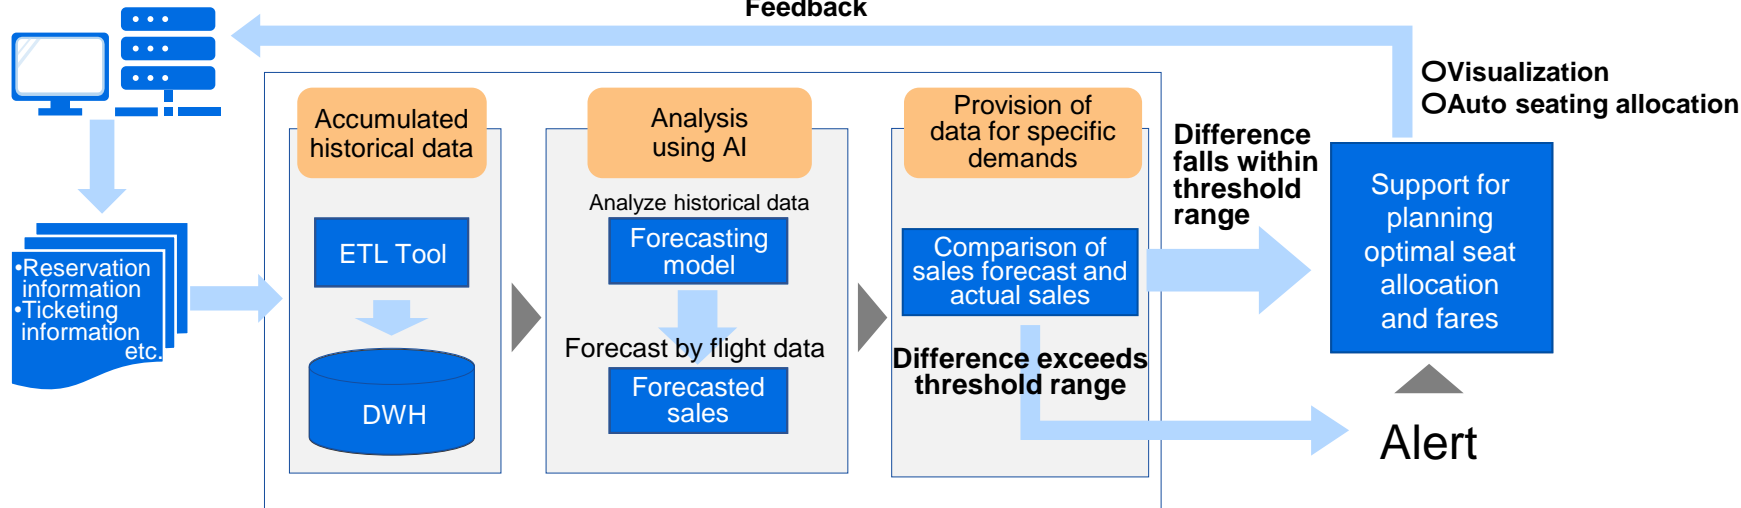 Feedback
○Visualization
○Auto seating allocation
Accumulated
historical data
Analysis
using AI
Provision of
data for specific
demands
Difference
falls within
threshold
range
Support for
planning
optimal seat
allocation
and fares
•Reservation
information
•Ticketing
information
etc.
ETL Tool
DWH
Analyze historical data
Forecasting
model
Forecast by flight data
Forecasted
sales
Comparison of
sales forecast and
actual sales
Difference exceeds
threshold range
Alert